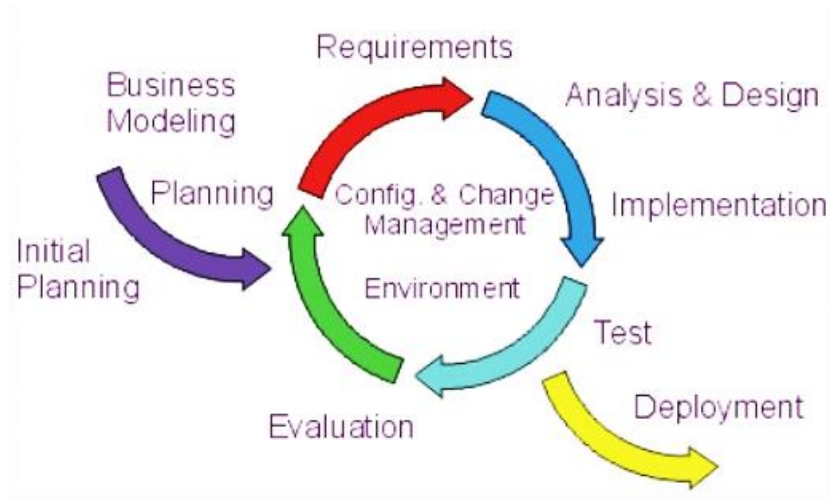 Requirements
Business
Modeling
Analysis & Design
Planning
Config. & Change
Management
Implementation
Initial
Planning
Environment
Test
Deployment
Evaluation